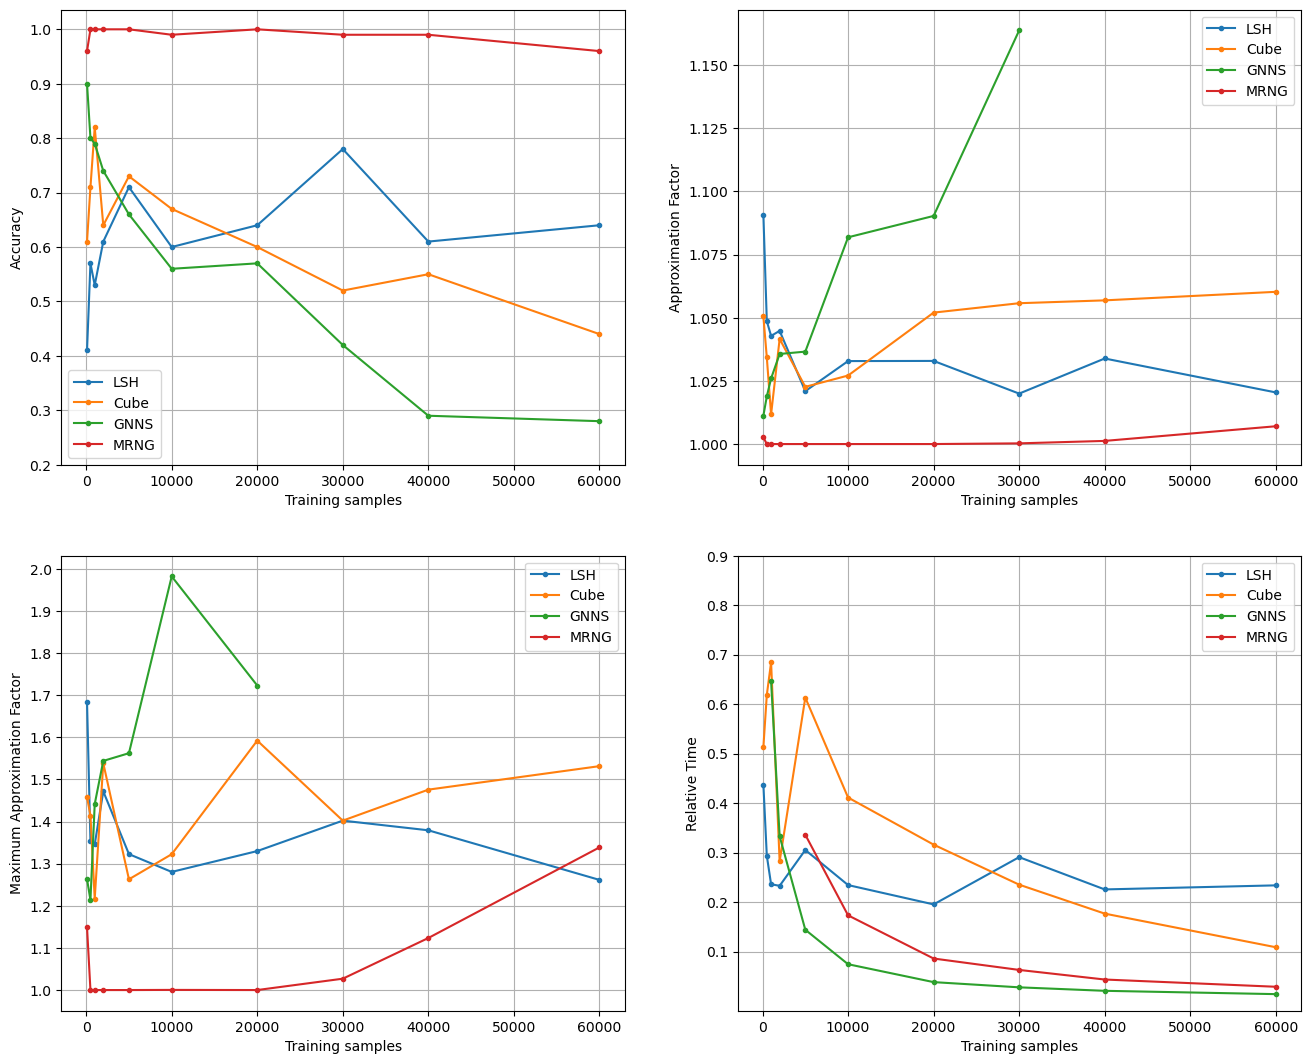 1.0
0.9
0.8
0.7
0.6
0.5
0.4
0.3
0.2
Accuracy
LSH
Cube
GNNS
MRNG
0 10000 20000 30000 40000 50000 60000
Training samples
1.150
1.125
1.100
1.075
1.050
1.025
1.000
Approximation Factor
LSH
Cube
GNNS
MRNG
0 10000 20000 30000 40000 50000 60000
Training samples
2.0
1.9
1.8
1.7
1.6
1.5
1.4
1.3
1.2
1.1
1.0
Maximum Approximation Factor
LSH
Cube
GNNS
MRNG
0 10000 20000 30000 40000 50000 60000
Training samples
0.9
0.8
0.7
0.6
0.5
0.4
0.3
0.2
0.1
Relative Time
LSH
Cube
GNNS
MRNG
0 10000 20000 30000 40000 50000 60000
Training samples